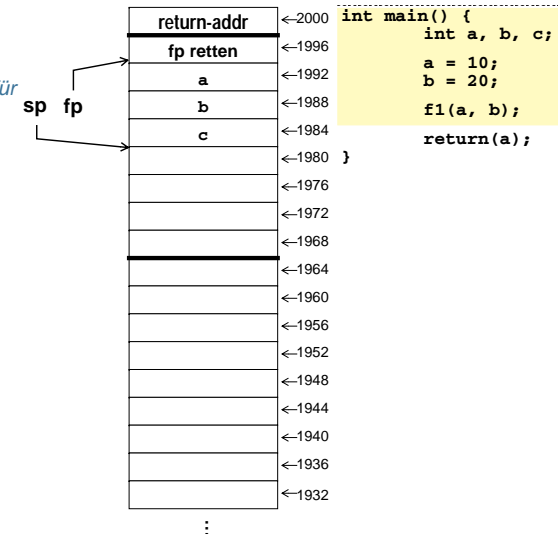 return-addr ←2000 int main() {
fp retten ←1996 int a, b, c;
a ←1992 a = 10;
b = 20;
für
sp fp b ←1988 f1(a, b);
c ←1984 return(a);
←1980 }
←1976
←1972
←1968
←1964
←1960
←1956
←1952
←1948
←1944
←1940
←1936
←1932
⋮